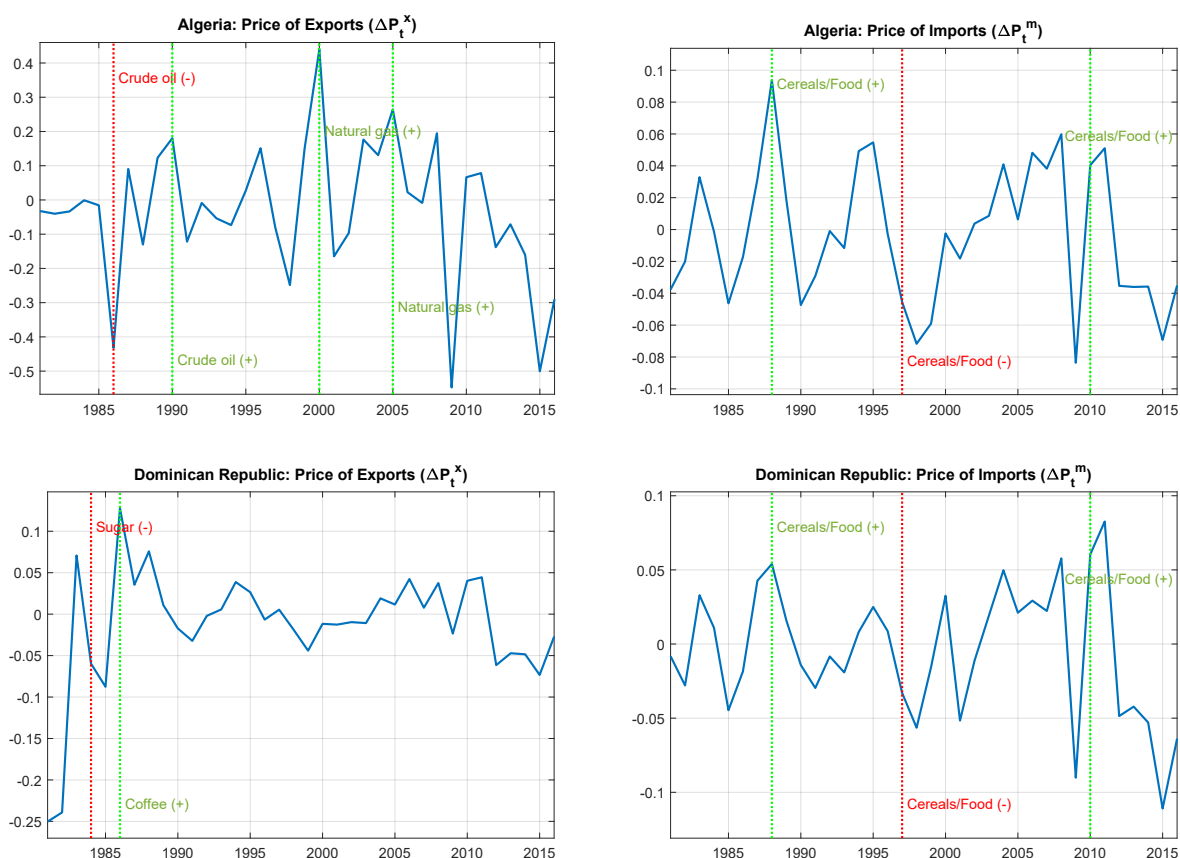 Algeria: Price of Exports (ΔP_t^x)
0.4
0.3
0.2
0.1
0
-0.1
-0.2
-0.3
-0.4
-0.5
Crude oil (-)
Natural gas (+)
Natural gas (+)
Crude oil (+)
1985 1990 1995 2000 2005 2010 2015
Algeria: Price of Imports (ΔP_t^m)
0.1
0.08
0.06
0.04
0.02
0
-0.02
-0.04
-0.06
-0.08
-0.1
Cereals/Food (+)
Cereals/Food (+)
Cereals/Food (-)
1985 1990 1995 2000 2005 2010 2015
Dominican Republic: Price of Exports (ΔP_t^x)
0.1
0.05
0
-0.05
-0.1
-0.15
-0.2
-0.25
Sugar (-)
Coffee (+)
1985 1990 1995 2000 2005 2010 2015
Dominican Republic: Price of Imports (ΔP_t^m)
0.1
0.05
0
-0.05
-0.1
Cereals/Food (+)
Cereals/Food (+)
Cereals/Food (-)
1985 1990 1995 2000 2005 2010 2015